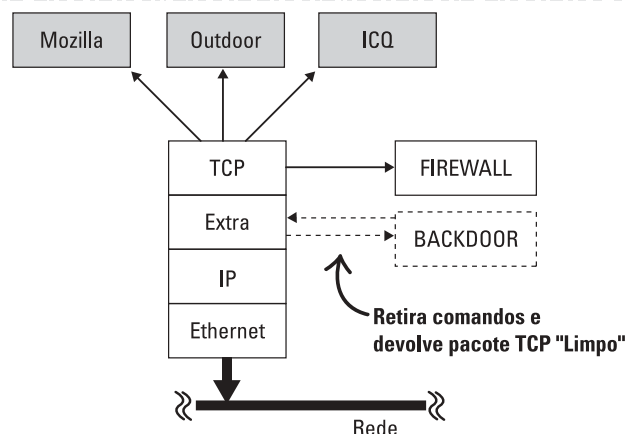 Mozilla
Outdoor
ICQ
TCP
FIREWALL
Extra
BACKDOOR
IP
Ethernet
Retira comandos e
devolve pacote TCP "Limpo"
Rede